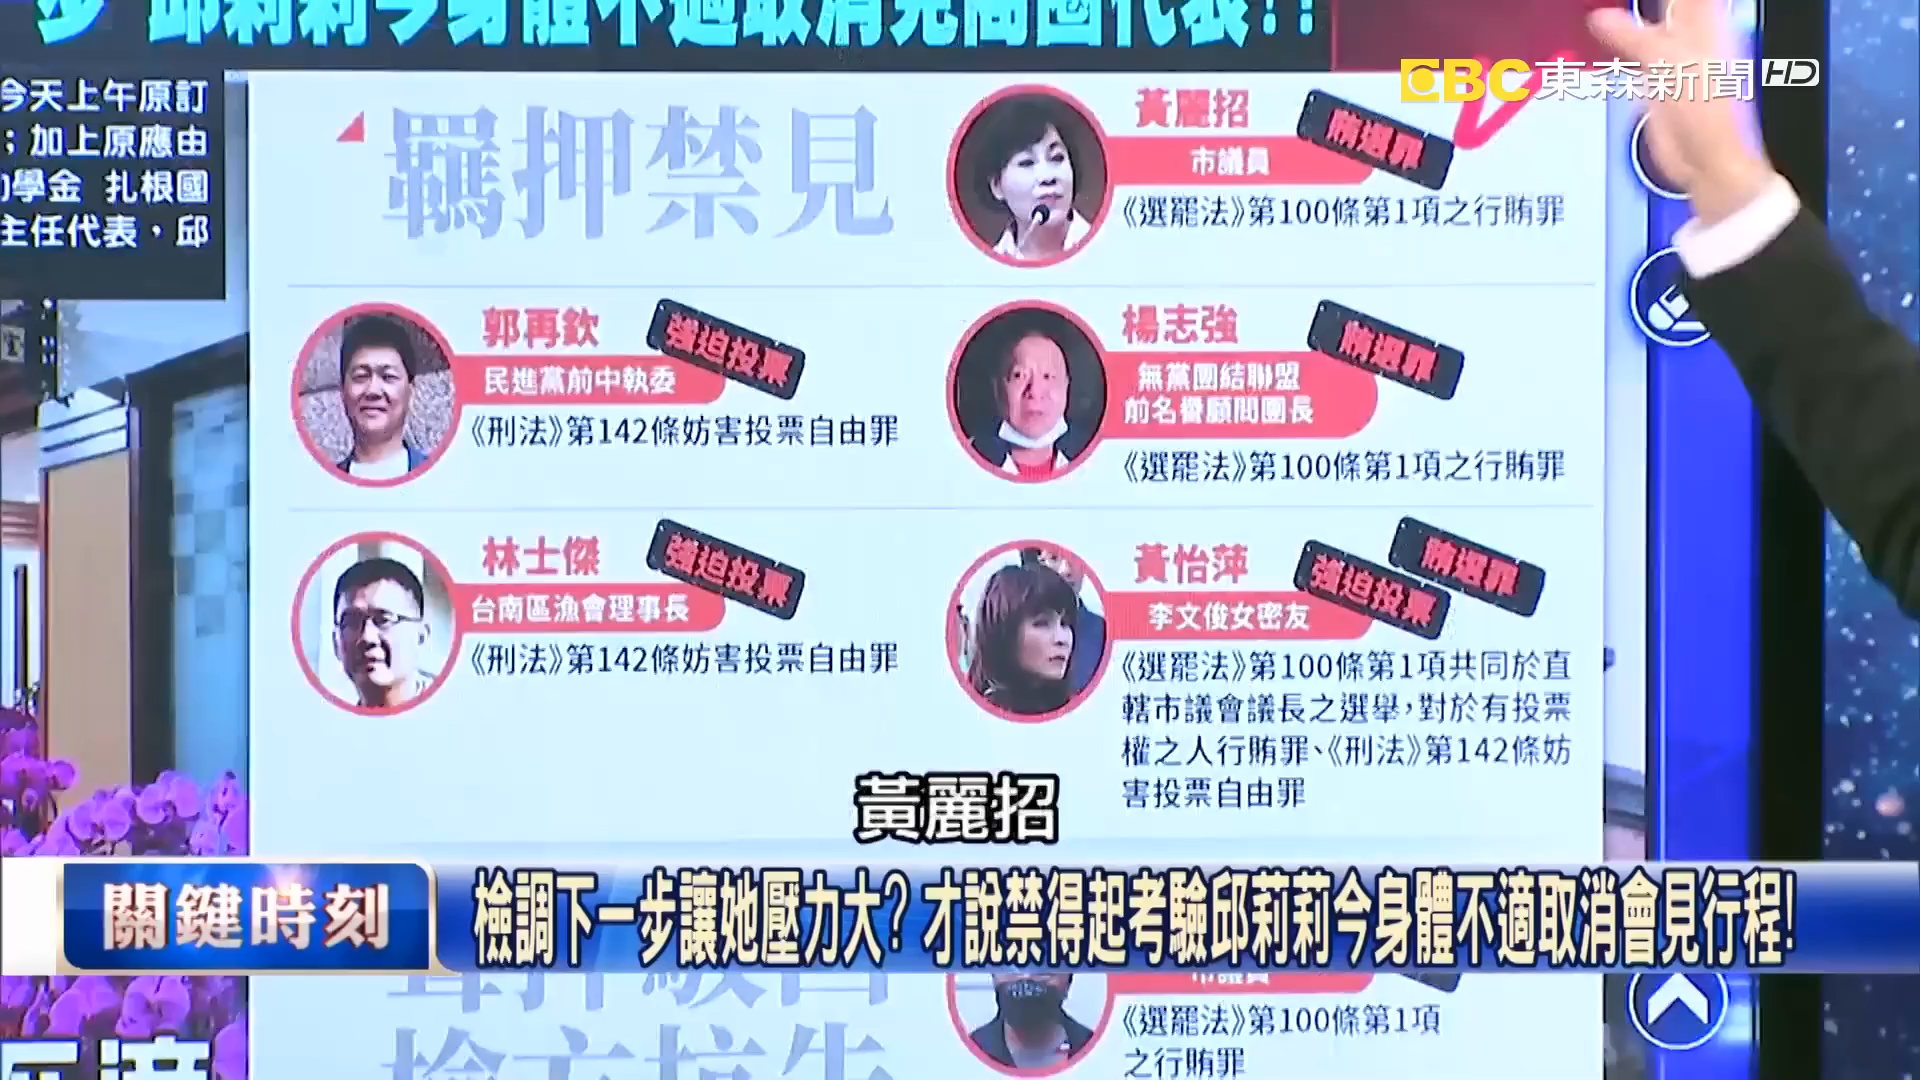 步 邱莉莉今身體不適取消見商圈代表!!
EBC 東森新聞 HD
今天上午原訂
；加上原應由
學金 扎根國
主任代表，邱
羈押禁見
黃麗招
賄選罪
市議員
《選罷法》第100條第1項之行賄罪
郭再欽
強迫投票
民進黨前中執委
《刑法》第142條妨害投票自由罪
楊志強
賄選罪
無黨團結聯盟
前名譽顧問團長
《選罷法》第100條第1項之行賄罪
林士傑
強迫投票
台南區漁會理事長
《刑法》第142條妨害投票自由罪
黃怡萍
強迫投票
賄選罪
李文俊女密友
《選罷法》第100條第1項共同於直
轄市議會議長之選舉，對於有投票
權之人行賄罪、《刑法》第142條妨
害投票自由罪
黃麗招
關鍵時刻
檢調下一步讓她壓力大? 才說禁得起考驗邱莉莉今身體不適取消會見行程!
市議員
《選罷法》第100條第1項
之行賄罪